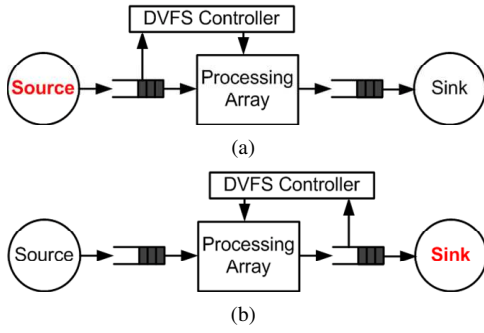 DVFS Controller
Source
Processing
Array
Sink
(a)
DVFS Controller
Source
Processing
Array
Sink
(b)